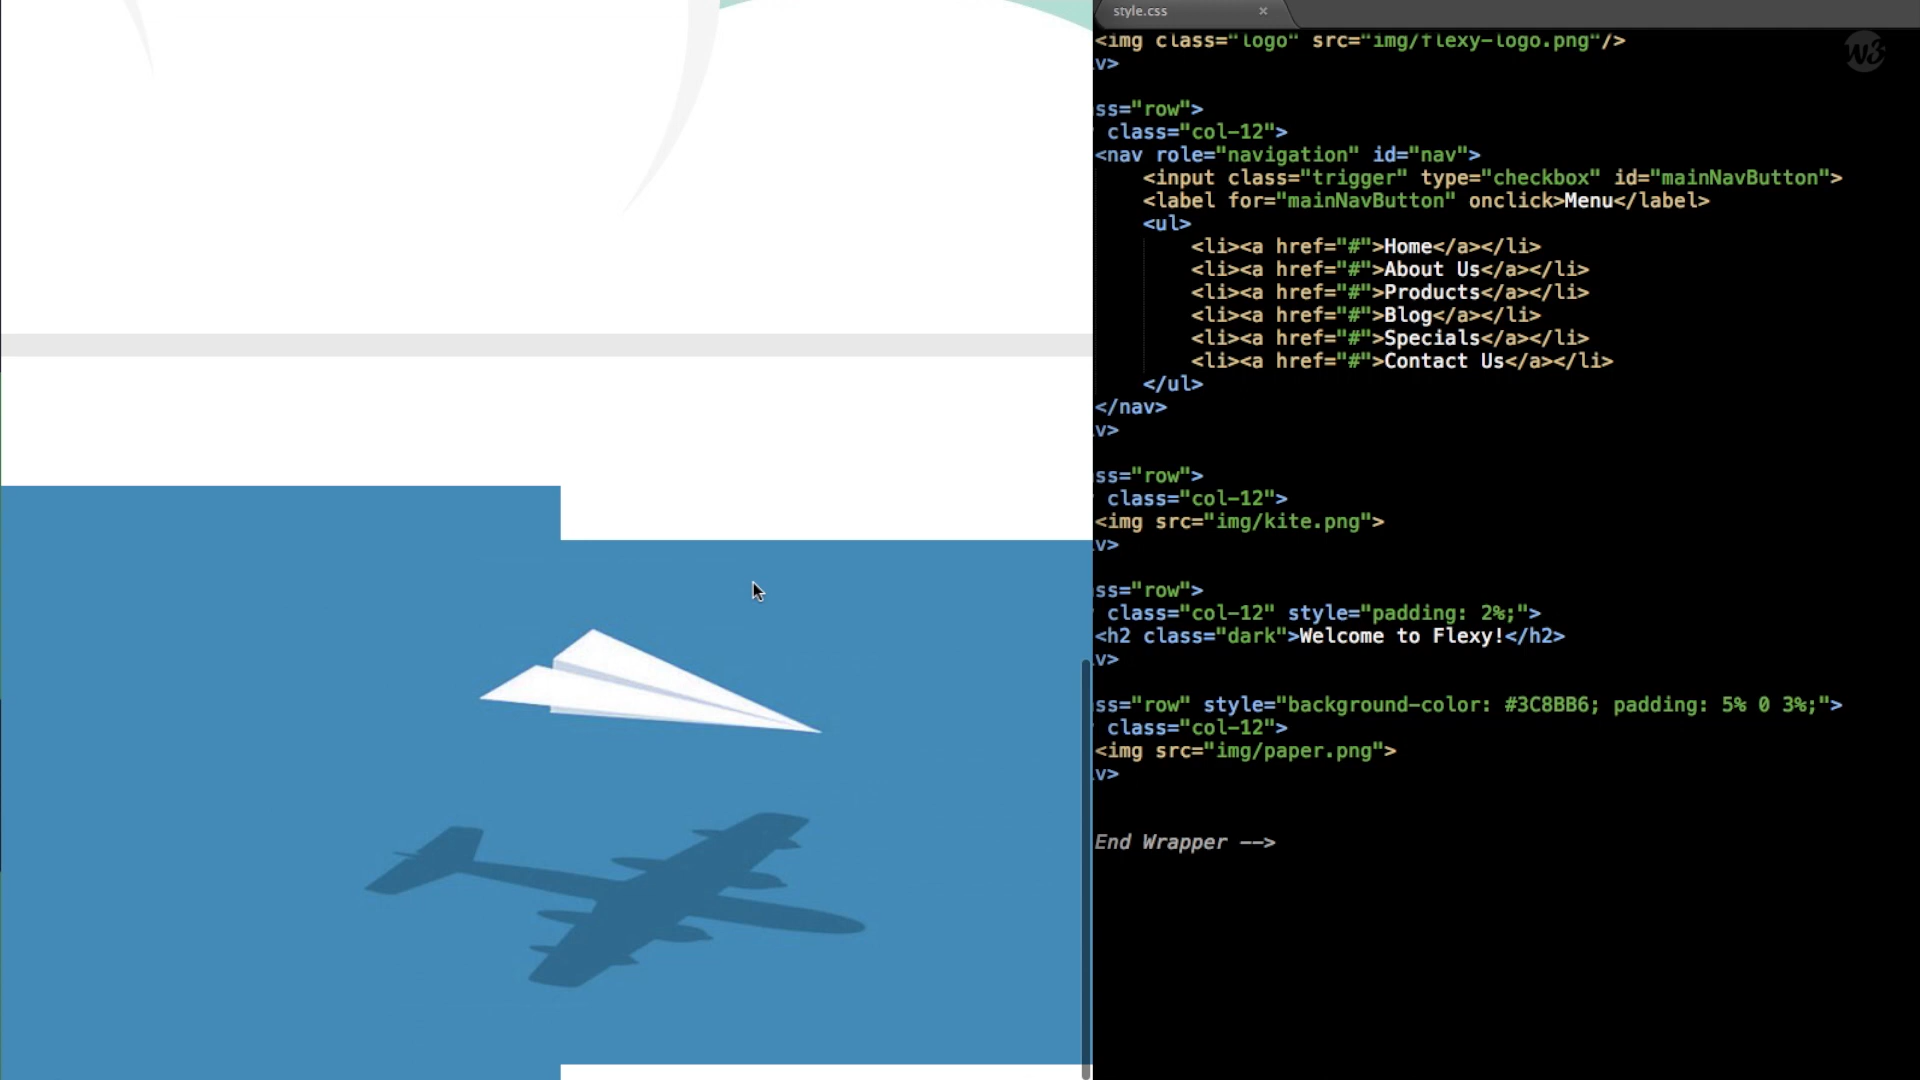 style.css ×
<img class="logo" src="img/flexy-logo.png"/>
v>
ss="row">
class="col-12">
<nav role="navigation" id="nav">
<input class="trigger" type="checkbox" id="mainNavButton">
<label for="mainNavButton" onclick>Menu</label>
<ul>
<li><a href="#">Home</a></li>
<li><a href="#">About Us</a></li>
<li><a href="#">Products</a></li>
<li><a href="#">Blog</a></li>
<li><a href="#">Specials</a></li>
<li><a href="#">Contact Us</a></li>
</ul>
</nav>
v>
ss="row">
class="col-12">
<img src="img/kite.png">
v>
ss="row">
class="col-12" style="padding: 2%;">
<h2 class="dark">Welcome to Flexy!</h2>
v>
ss="row" style="background-color: #3C8BB6; padding: 5% 0 3%;">
class="col-12">
<img src="img/paper.png">
v>
End Wrapper -->
W3